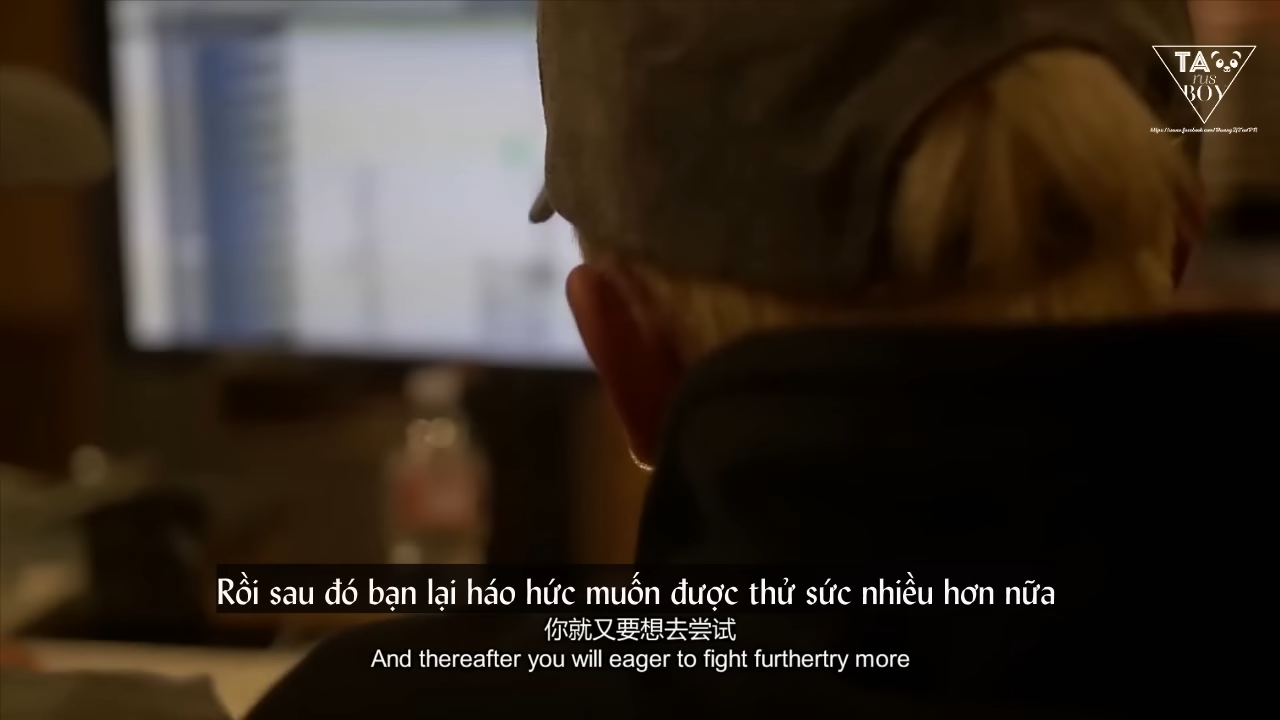 TA
rus
BOY
Rồi sau đó bạn lại háo hức muốn được thử sức nhiều hơn nữa
你就又要想去尝试
And thereafter you will eager to fight furthertry more